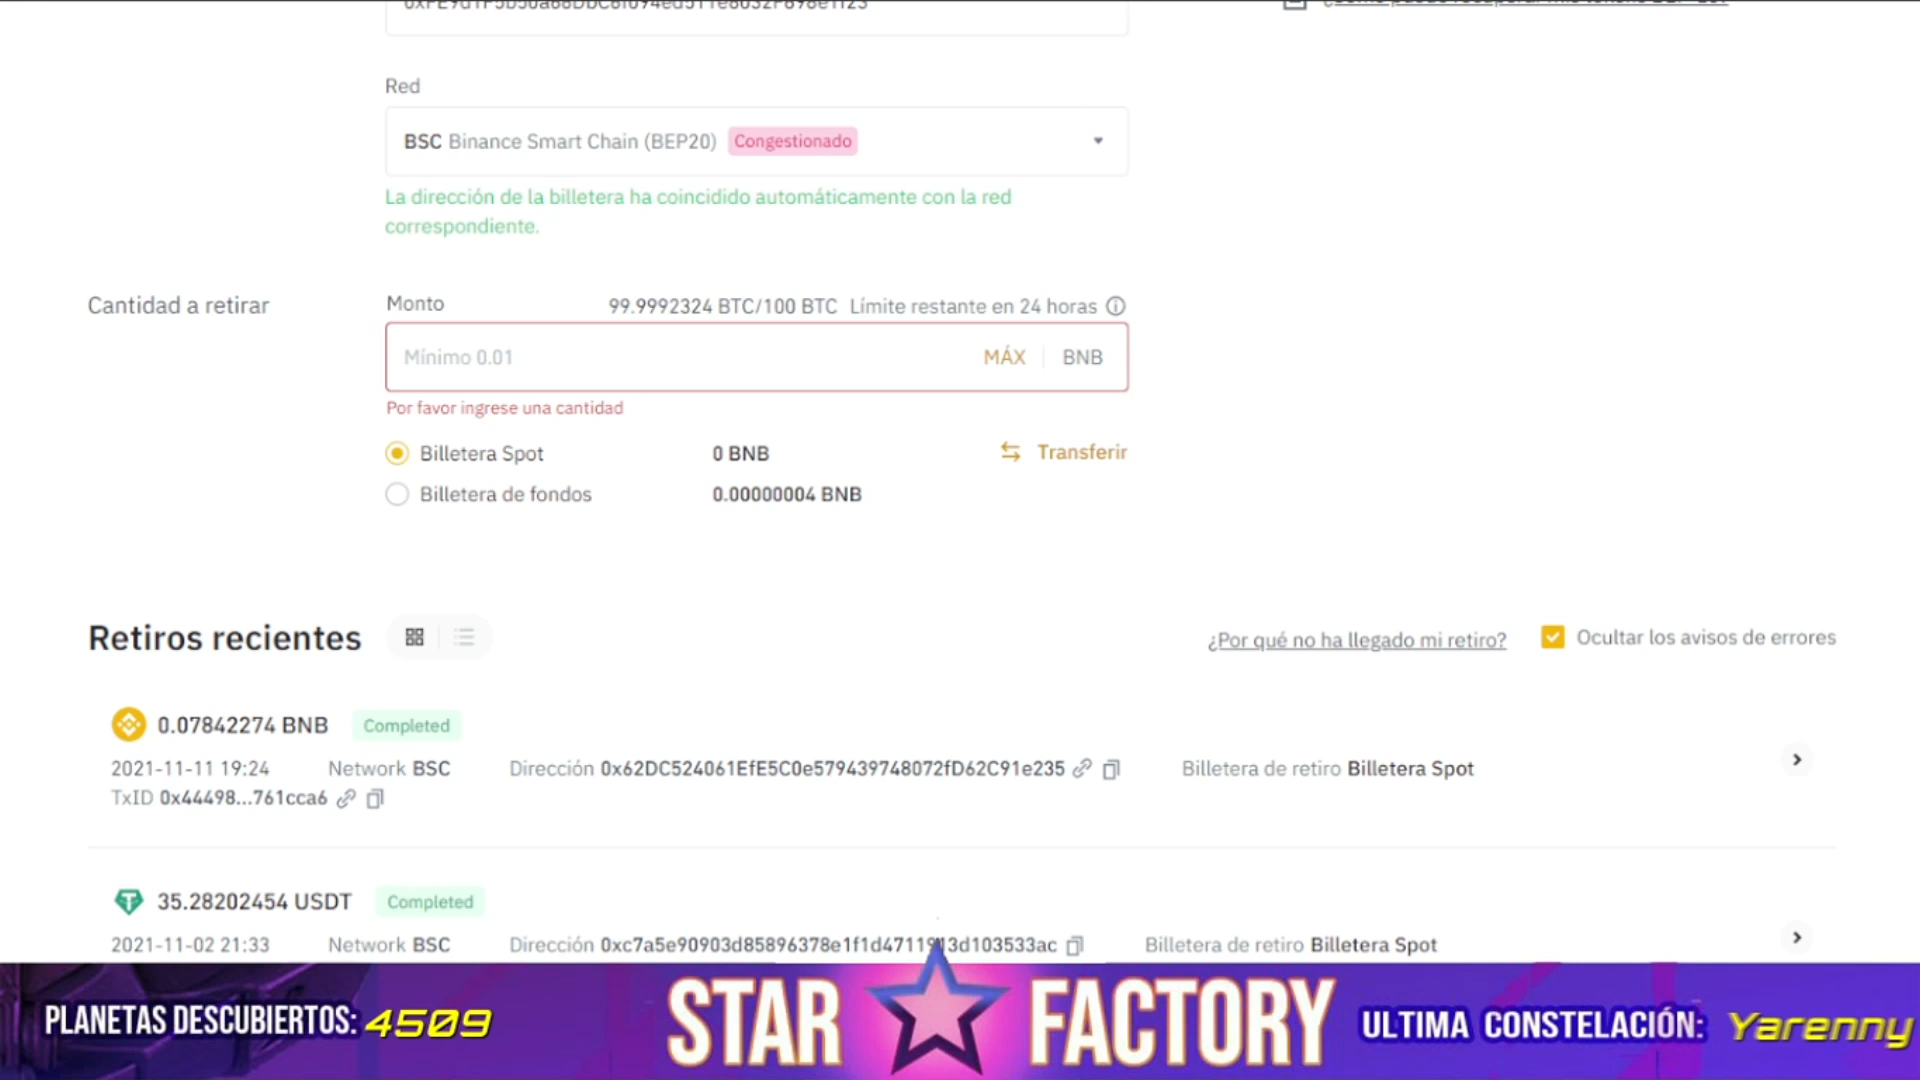 Red
BSC Binance Smart Chain (BEP20) Congestionado
La dirección de la billetera ha coincidido automáticamente con la red
correspondiente.
Cantidad a retirar
Monto 99.9992324 BTC/100 BTC Límite restante en 24 horas
Mínimo 0.01 MÁX BNB
Por favor ingrese una cantidad
Billetera Spot 0 BNB Transferir
Billetera de fondos 0.00000004 BNB
Retiros recientes ¿Por qué no ha llegado mi retiro? Ocultar los avisos de errores
0.07842274 BNB Completed
2021-11-11 19:24 Network BSC Dirección 0x62DC524061EfE5C0e579439748072fD62C91e235 Billetera de retiro Billetera Spot
TxID 0x44498...761cca6
35.28202454 USDT Completed
2021-11-02 21:33 Network BSC Dirección Billetera de retiro Billetera Spot
PLANETAS DESCUBIERTOS: 4509
STAR FACTORY
ULTIMA CONSTELACIÓN: Yarenny